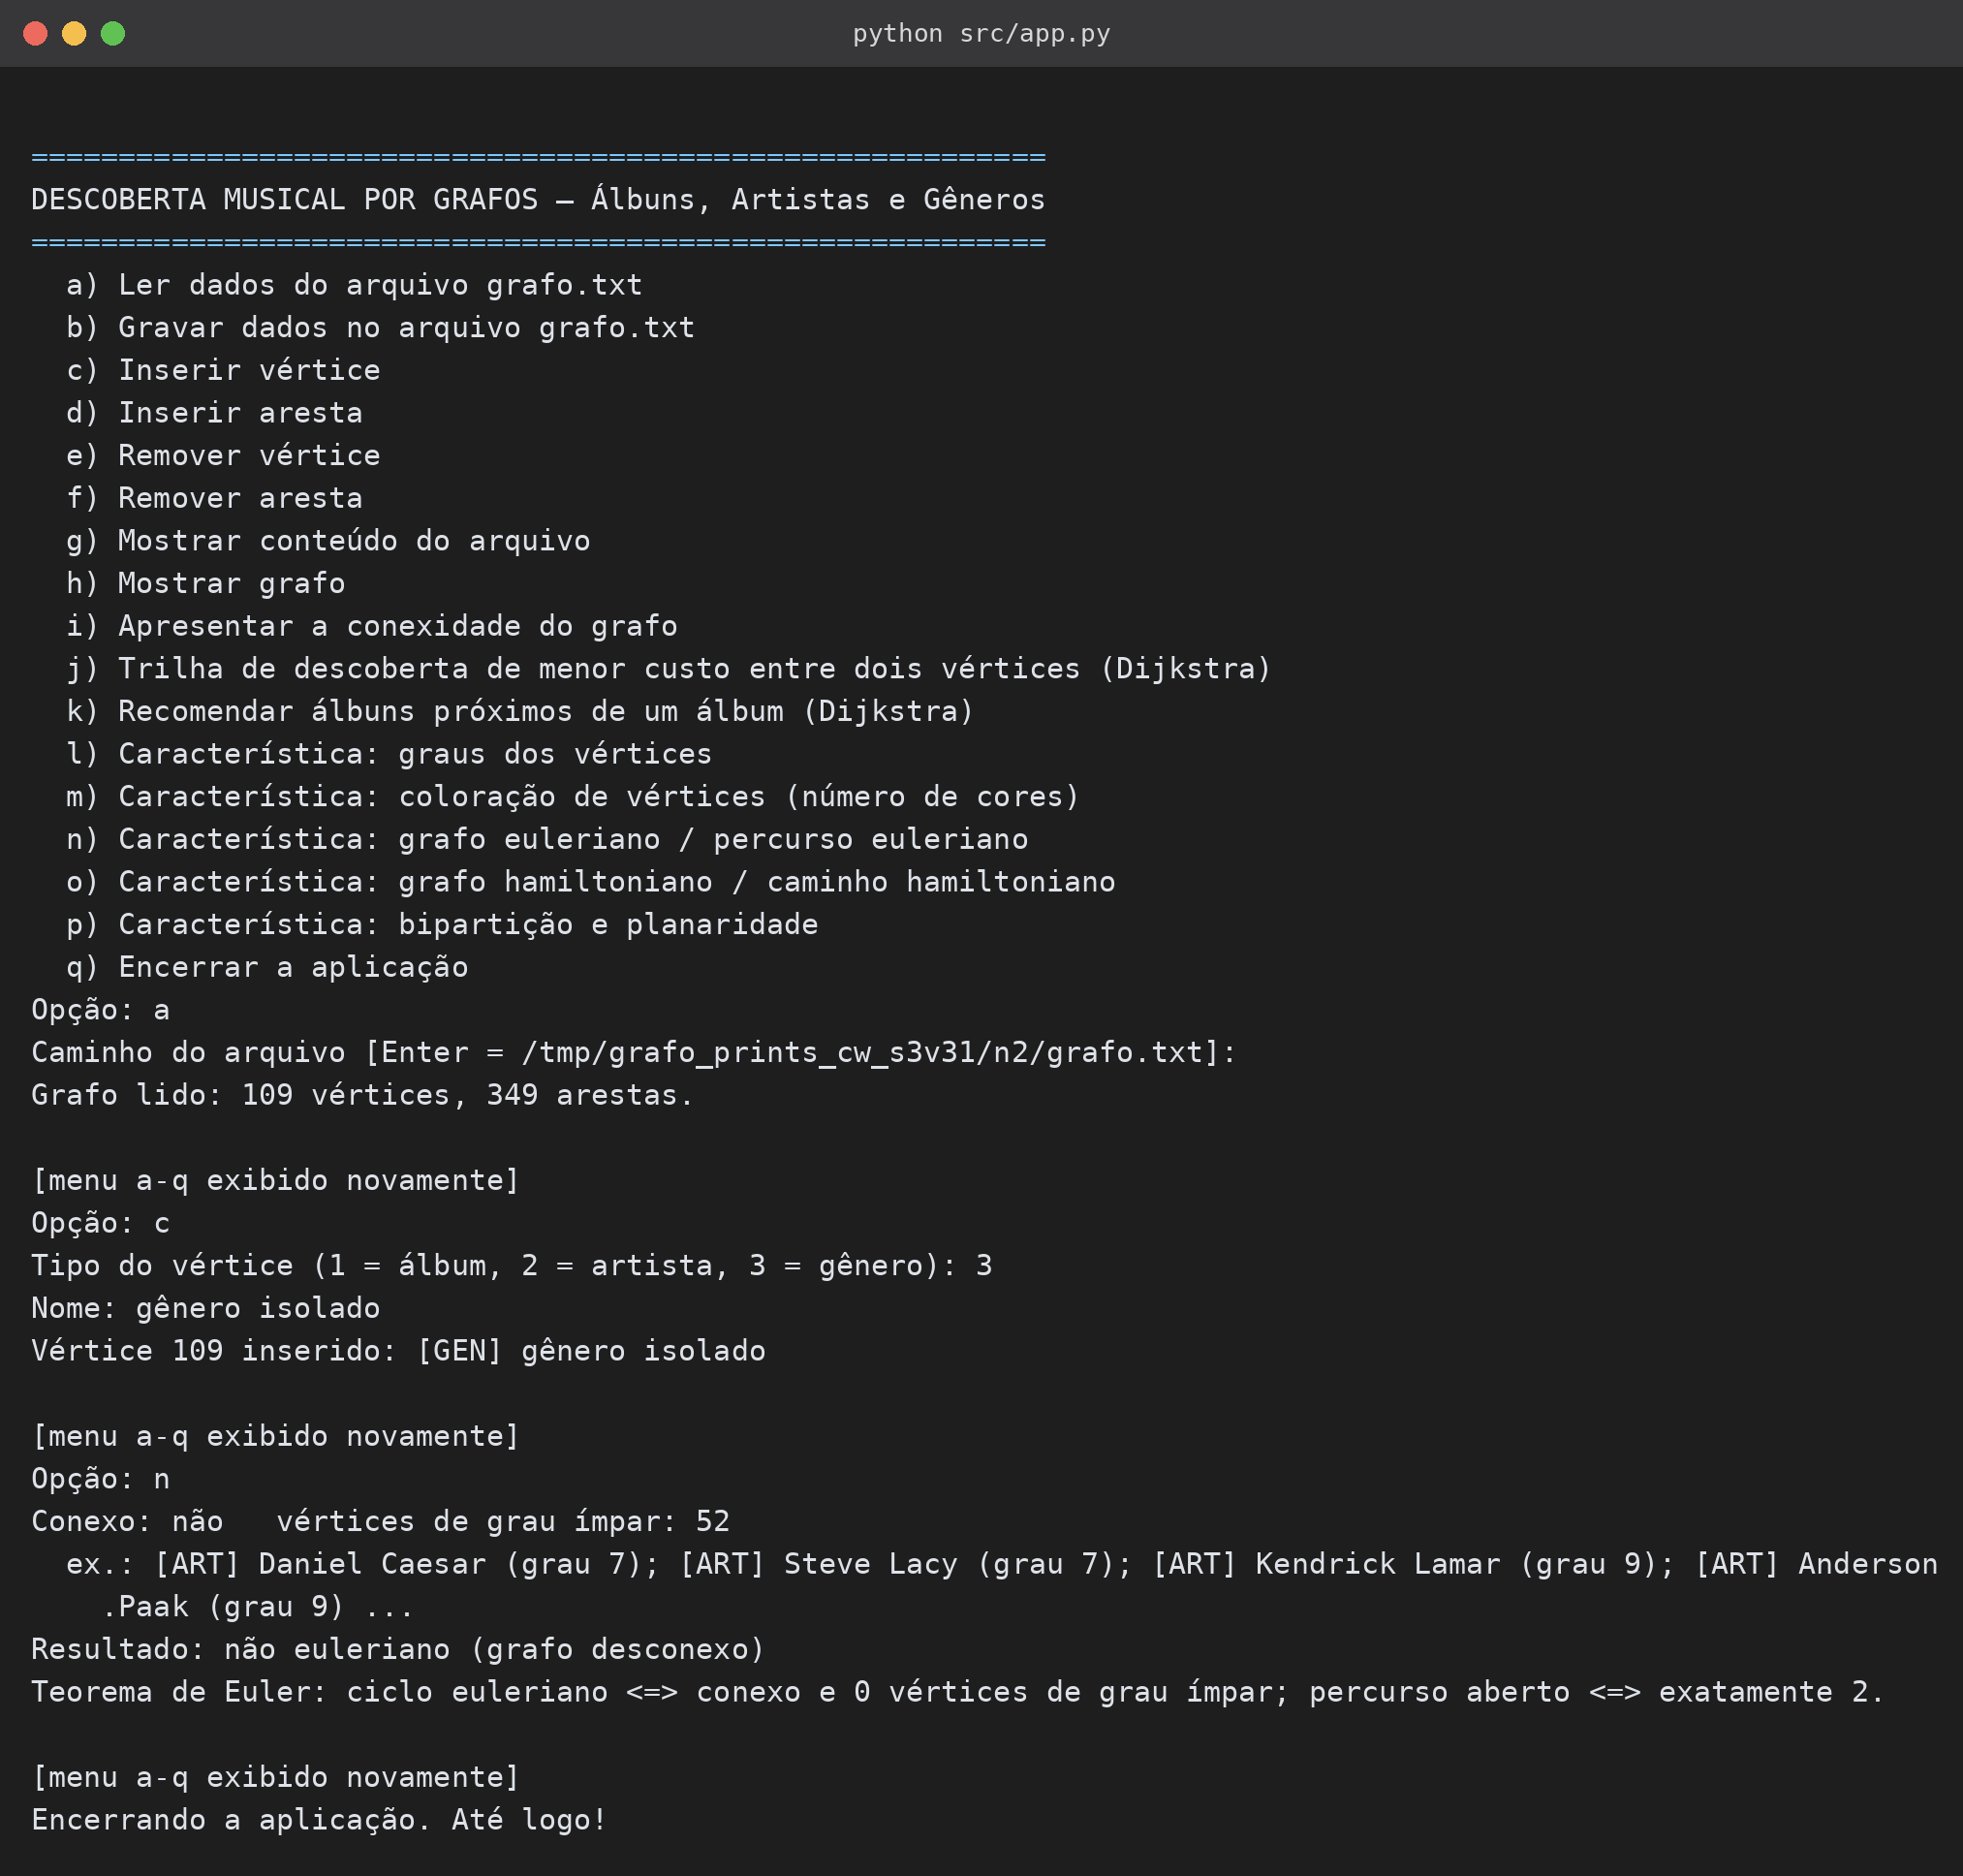 python src/app.py
==========================================================
DESCOBERTA MUSICAL POR GRAFOS — Álbuns, Artistas e Gêneros
==========================================================
a) Ler dados do arquivo grafo.txt
b) Gravar dados no arquivo grafo.txt
c) Inserir vértice
d) Inserir aresta
e) Remover vértice
f) Remover aresta
g) Mostrar conteúdo do arquivo
h) Mostrar grafo
i) Apresentar a conexidade do grafo
j) Trilha de descoberta de menor custo entre dois vértices (Dijkstra)
k) Recomendar álbuns próximos de um álbum (Dijkstra)
l) Característica: graus dos vértices
m) Característica: coloração de vértices (número de cores)
n) Característica: grafo euleriano / percurso euleriano
o) Característica: grafo hamiltoniano / caminho hamiltoniano
p) Característica: bipartição e planaridade
q) Encerrar a aplicação
Opção: a
Caminho do arquivo [Enter = /tmp/grafo_prints_cw_s3v31/n2/grafo.txt]:
Grafo lido: 109 vértices, 349 arestas.
[menu a-q exibido novamente]
Opção: c
Tipo do vértice (1 = álbum, 2 = artista, 3 = gênero): 3
Nome: gênero isolado
Vértice 109 inserido: [GEN] gênero isolado
[menu a-q exibido novamente]
Opção: n
Conexo: não   vértices de grau ímpar: 52
ex.: [ART] Daniel Caesar (grau 7); [ART] Steve Lacy (grau 7); [ART] Kendrick Lamar (grau 9); [ART] Anderson
.Paak (grau 9) ...
Resultado: não euleriano (grafo desconexo)
Teorema de Euler: ciclo euleriano <=> conexo e 0 vértices de grau ímpar; percurso aberto <=> exatamente 2.
[menu a-q exibido novamente]
Encerrando a aplicação. Até logo!